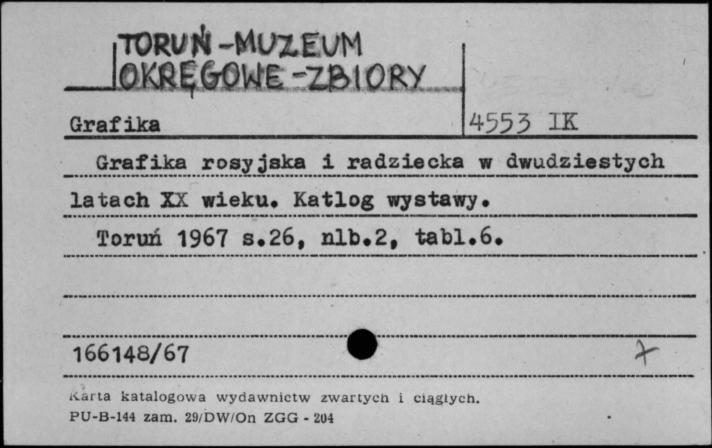 TORUŃ-MUZEUM
OKRĘGOWE-ZBIORY
Grafika 4553 IK
Grafika rosyjska i radziecka w dwudziestych
latach XX wieku. Katlog wystawy.
Toruń 1967 s.26, nlb.2, tabl.6.
166148/67
Karta katalogowa wydawnictw zwartych i ciągłych.
PU-B-144 zam. 29/DW/On ZGG - 204